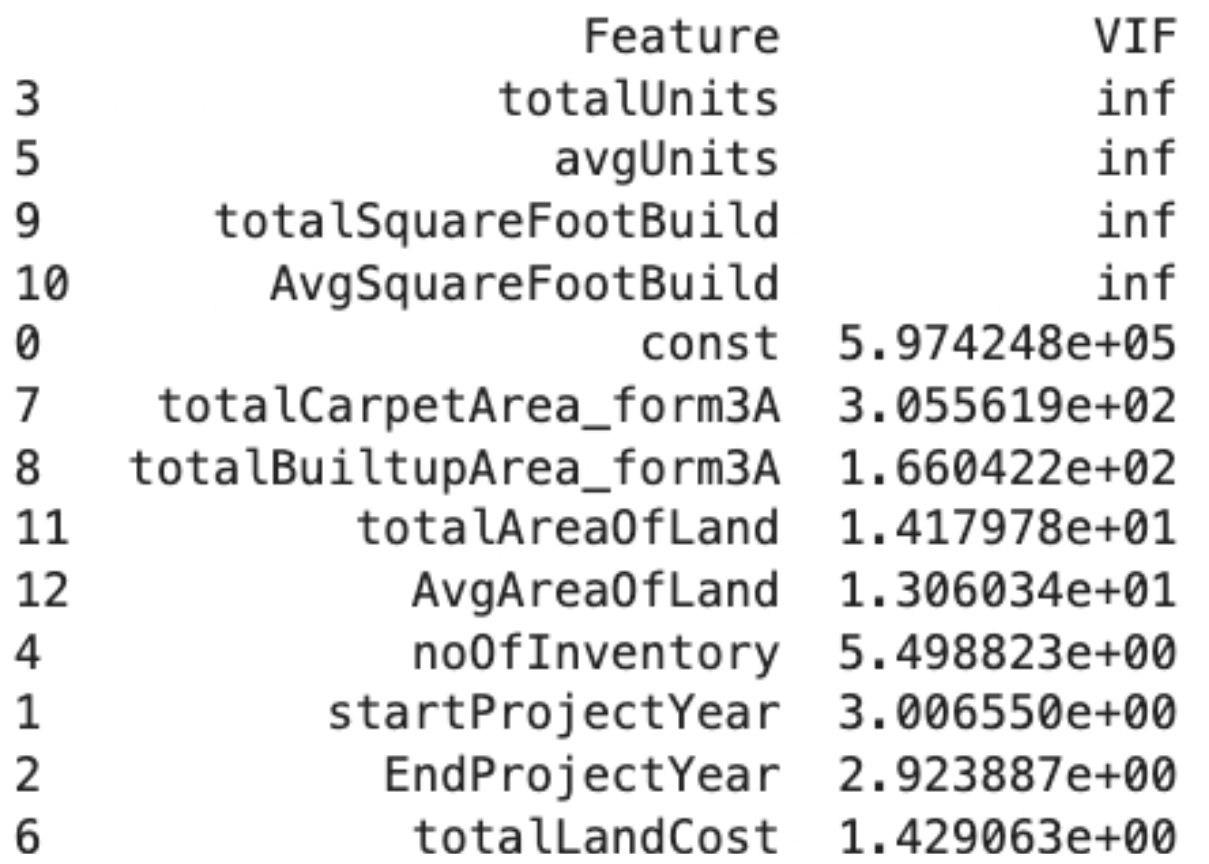 Feature VIF
3 totalUnits inf
5 avgUnits inf
9 totalSquareFootBuild inf
10 AvgSquareFootBuild inf
0 const 5.974248e+05
7 totalCarpetArea_form3A 3.055619e+02
8 totalBuiltupArea_form3A 1.660422e+02
11 totalAreaOfLand 1.417978e+01
12 AvgAreaOfLand 1.306034e+01
4 noOfInventory 5.498823e+00
1 startProjectYear 3.006550e+00
2 EndProjectYear 2.923887e+00
6 totalLandCost 1.429063e+00